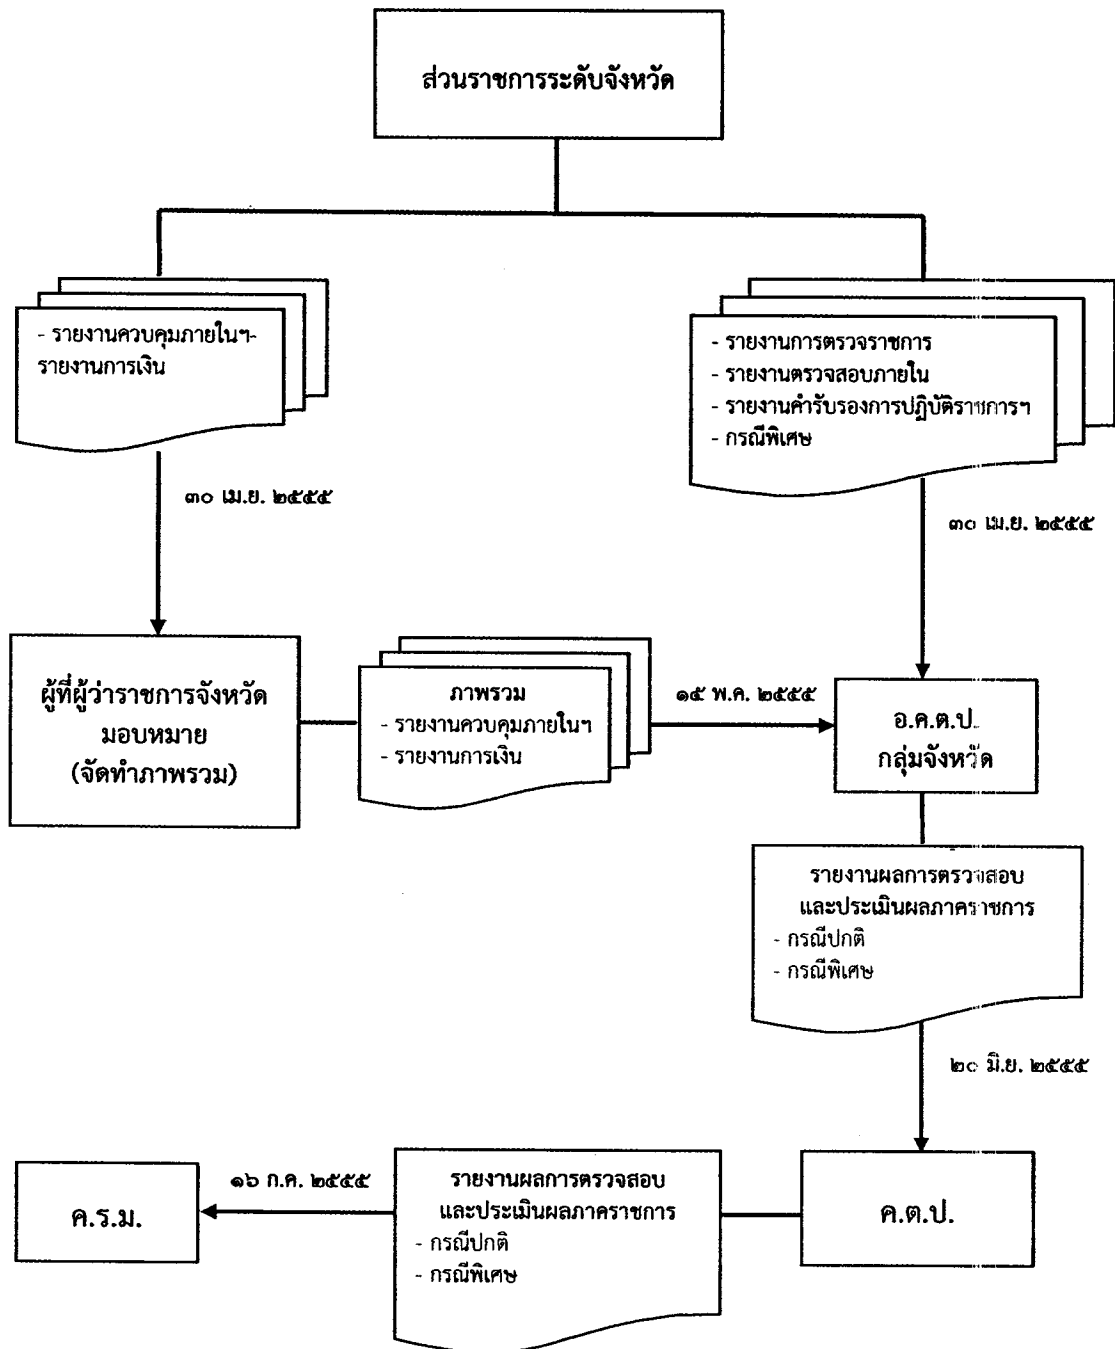 ส่วนราชการระดับจังหวัด
- รายงานควบคุมภายในฯ-
รายงานการเงิน
- รายงานการตรวจราชการ
- รายงานตรวจสอบภายใน
- รายงานคำรับรองการปฏิบัติราชการฯ
- กรณีพิเศษ
๓๐ เม.ย. ๒๕๕๕
๓๐ เม.ย. ๒๕๕๕
ผู้ที่ผู้ว่าราชการจังหวัด
มอบหมาย
(จัดทำภาพรวม)
ภาพรวม
- รายงานควบคุมภายในฯ
- รายงานการเงิน
๑๕ พ.ค. ๒๕๕๕
อ.ค.ต.ป.
กลุ่มจังหวัด
รายงานผลการตรวจสอบ
และประเมินผลภาคราชการ
- กรณีปกติ
- กรณีพิเศษ
๒๐ มิ.ย. ๒๕๕๕
ค.ร.ม.
๑๖ ก.ค. ๒๕๕๕
รายงานผลการตรวจสอบ
และประเมินผลภาคราชการ
- กรณีปกติ
- กรณีพิเศษ
ค.ต.ป.